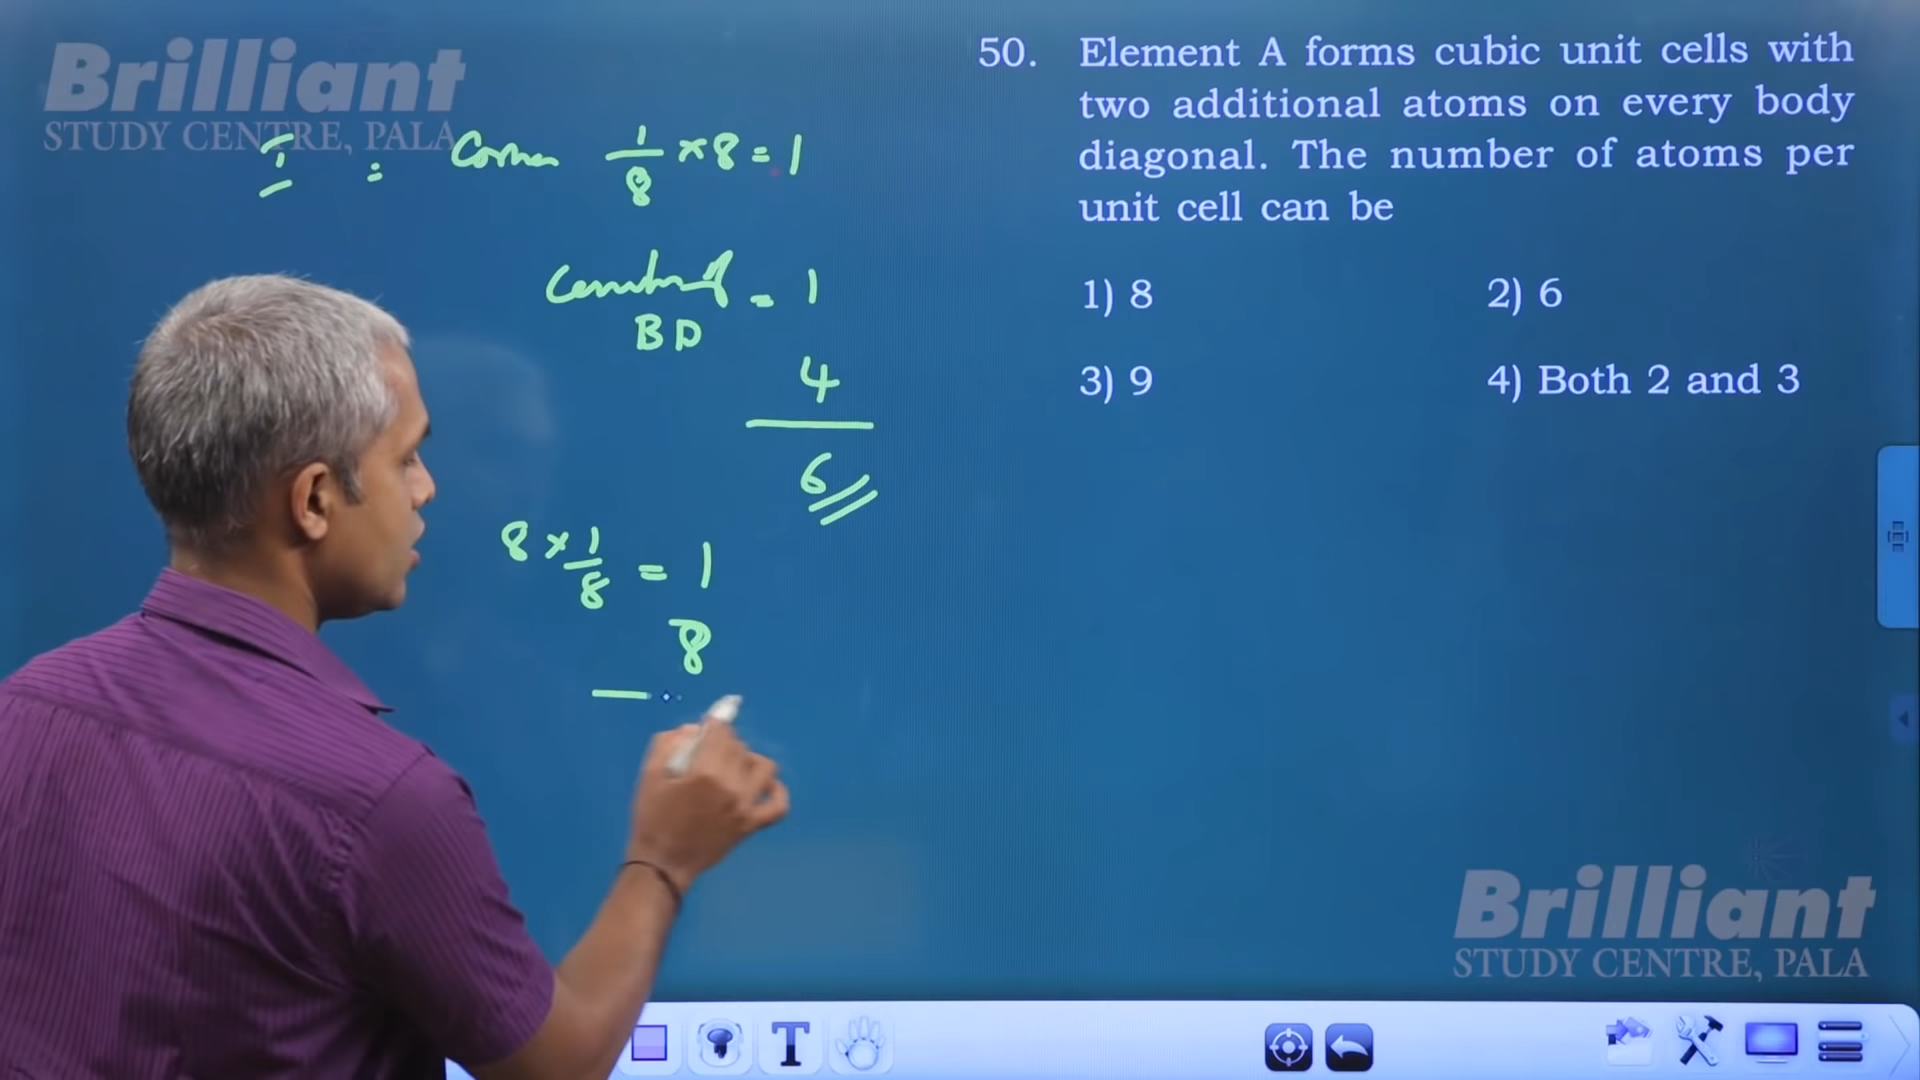 Brilliant
STUDY CENTRE, PALA
I : Corner 1/8 × 8 = 1
= 1
BD
4
6
8 × 1/8 = 1
8
50. Element A forms cubic unit cells with
two additional atoms on every body
diagonal. The number of atoms per
unit cell can be
1) 8 2) 6
3) 9 4) Both 2 and 3
Brilliant
STUDY CENTRE, PALA
T